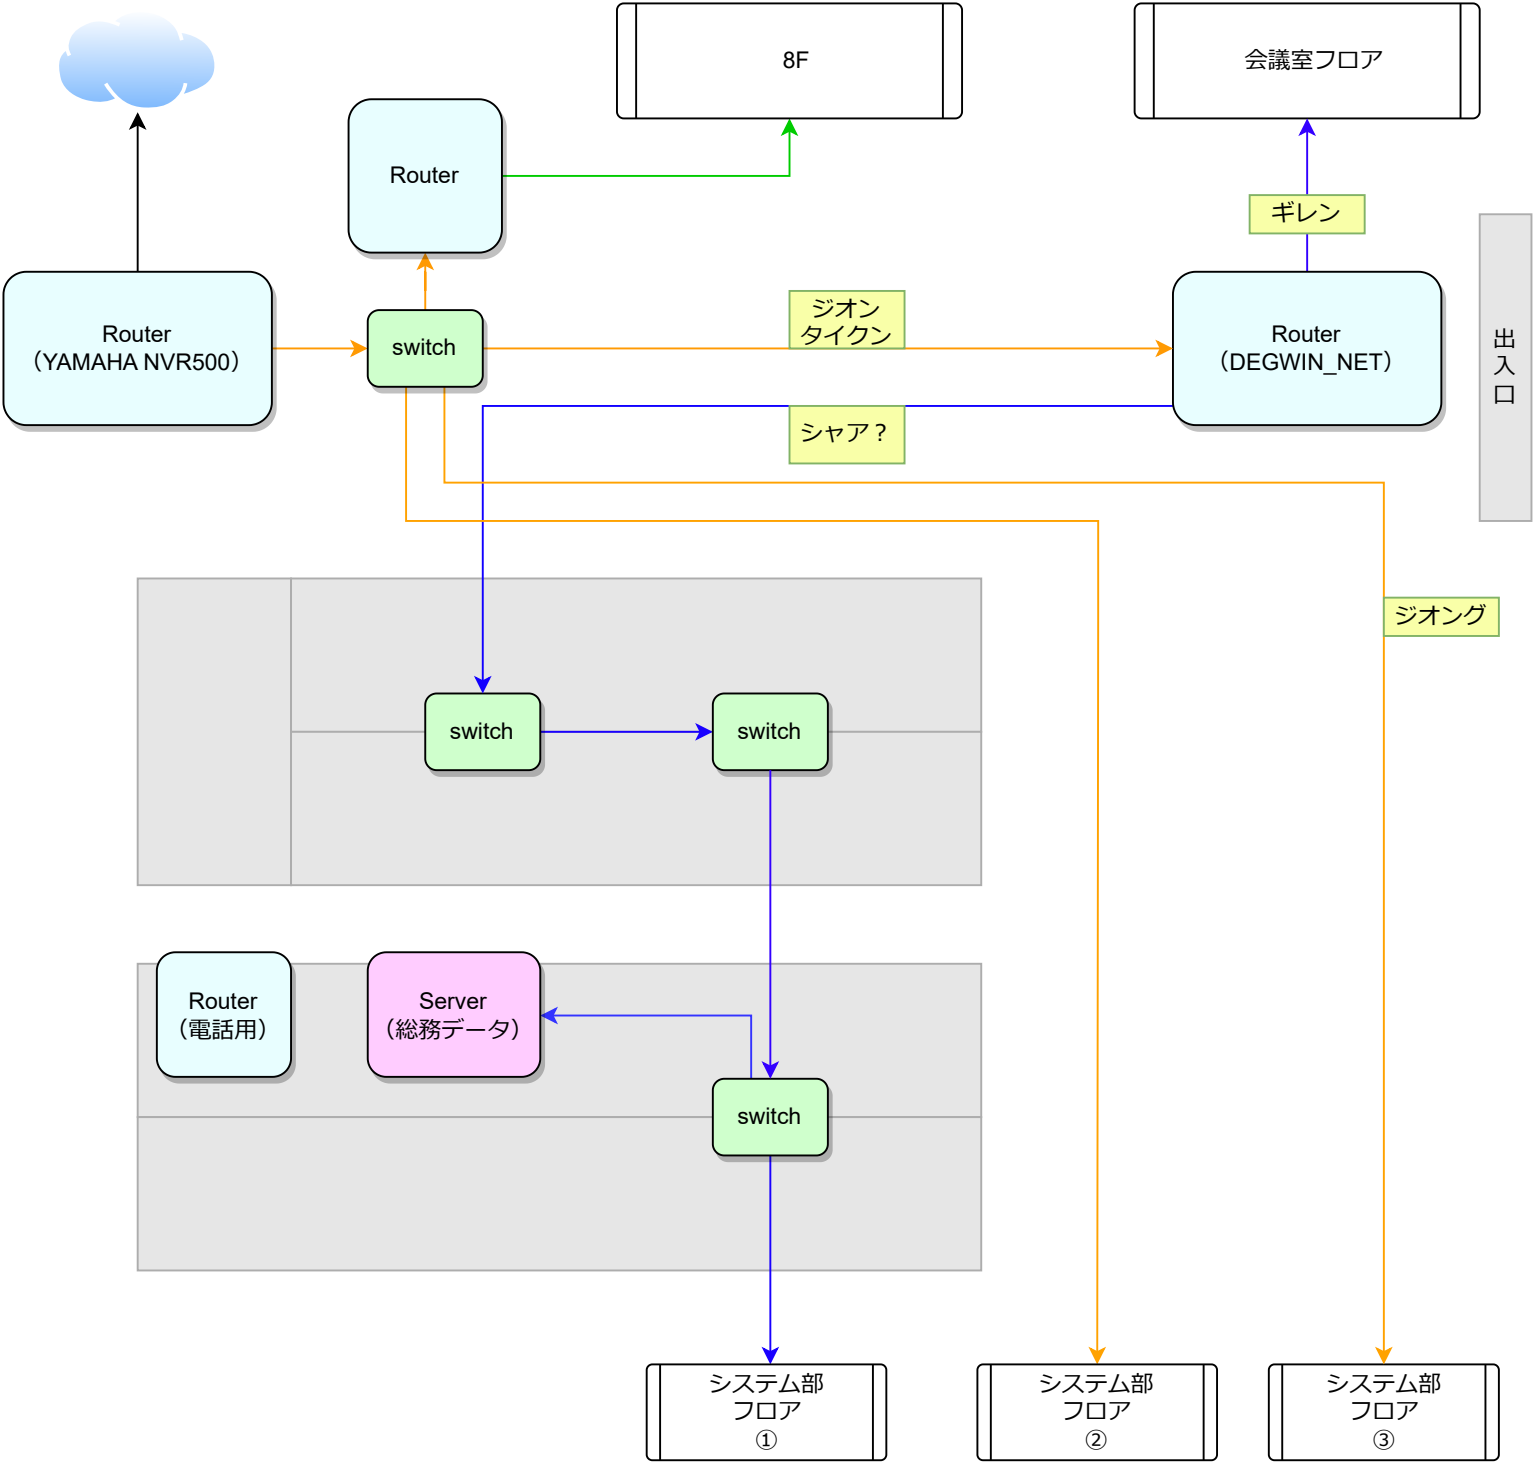 8F
会議室フロア
Router
ギレン
Router
（YAMAHA NVR500）
switch
ジオン
タイクン
Router
（DEGWIN_NET）
出
入
口
シャア？
ジオング
switch
switch
Router
（電話用）
Server
（総務データ）
switch
システム部
フロア
①
システム部
フロア
②
システム部
フロア
③